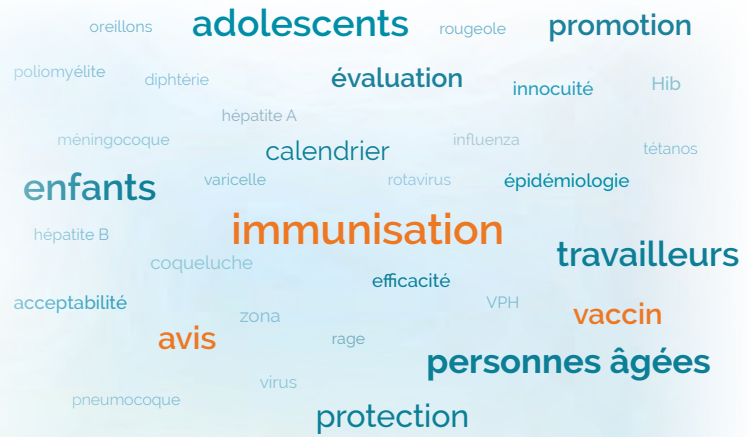 oreillons
adolescents
rougeole
promotion
poliomyélite
diphtérie
évaluation
innocuité
Hib
hépatite A
méningocoque
calendrier
influenza
tétanos
enfants
varicelle
rotavirus
épidémiologie
hépatite B
immunisation
coqueluche
travailleurs
efficacité
acceptabilité
zona
VPH
vaccin
avis
rage
personnes âgées
virus
pneumocoque
protection